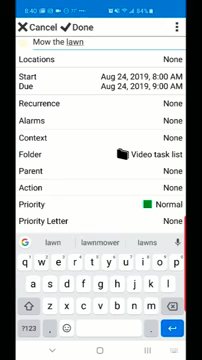 5:40
Cancel Done
Mow the lawn
Locations None
Start Aug 24, 2019, 8:00 AM
Due Aug 24, 2019, 9:00 AM
Recurrence None
Alarms None
Context None
Folder Video task list
Parent None
Action None
Priority Normal
Priority Letter None
lawn lawnmower lawns
q w e r t y u i o p
a s d f g h j k l
z x c v b n m
?123 , .